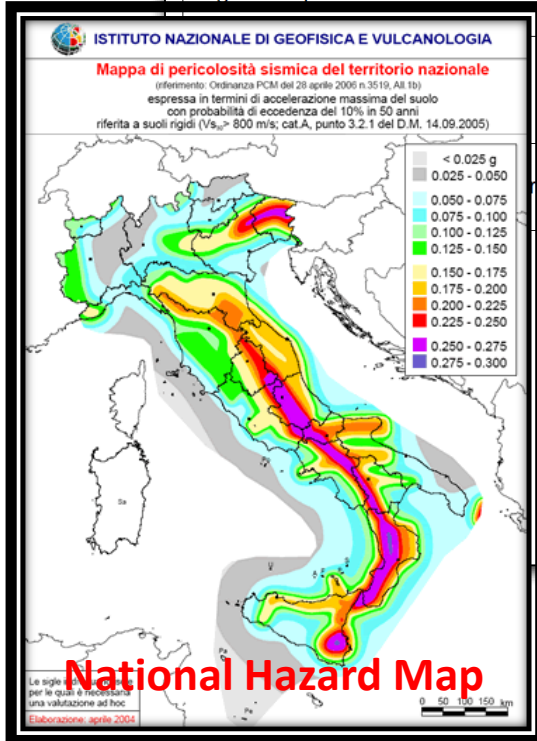 ISTITUTO NAZIONALE DI GEOFISICA E VULCANOLOGIA
Mappa di pericolosità sismica del territorio nazionale
(riferimento: Ordinanza PCM del 28 aprile 2006 n.3519, All.1b)
espressa in termini di accelerazione massima del suolo
con probabilità di eccedenza del 10% in 50 anni
riferita a suoli rigidi (Vs30> 800 m/s; cat.A, punto 3.2.1 del D.M. 14.09.2005)
< 0.025 g
0.025 - 0.050
0.050 - 0.075
0.075 - 0.100
0.100 - 0.125
0.125 - 0.150
0.150 - 0.175
0.175 - 0.200
0.200 - 0.225
0.225 - 0.250
0.250 - 0.275
0.275 - 0.300
Sa
U
A
Pa
Pe
National Hazard Map
Le sigle
per le quali è necessaria
una valutazione ad hoc
Elaborazione: aprile 2004
0 50 100 150 km